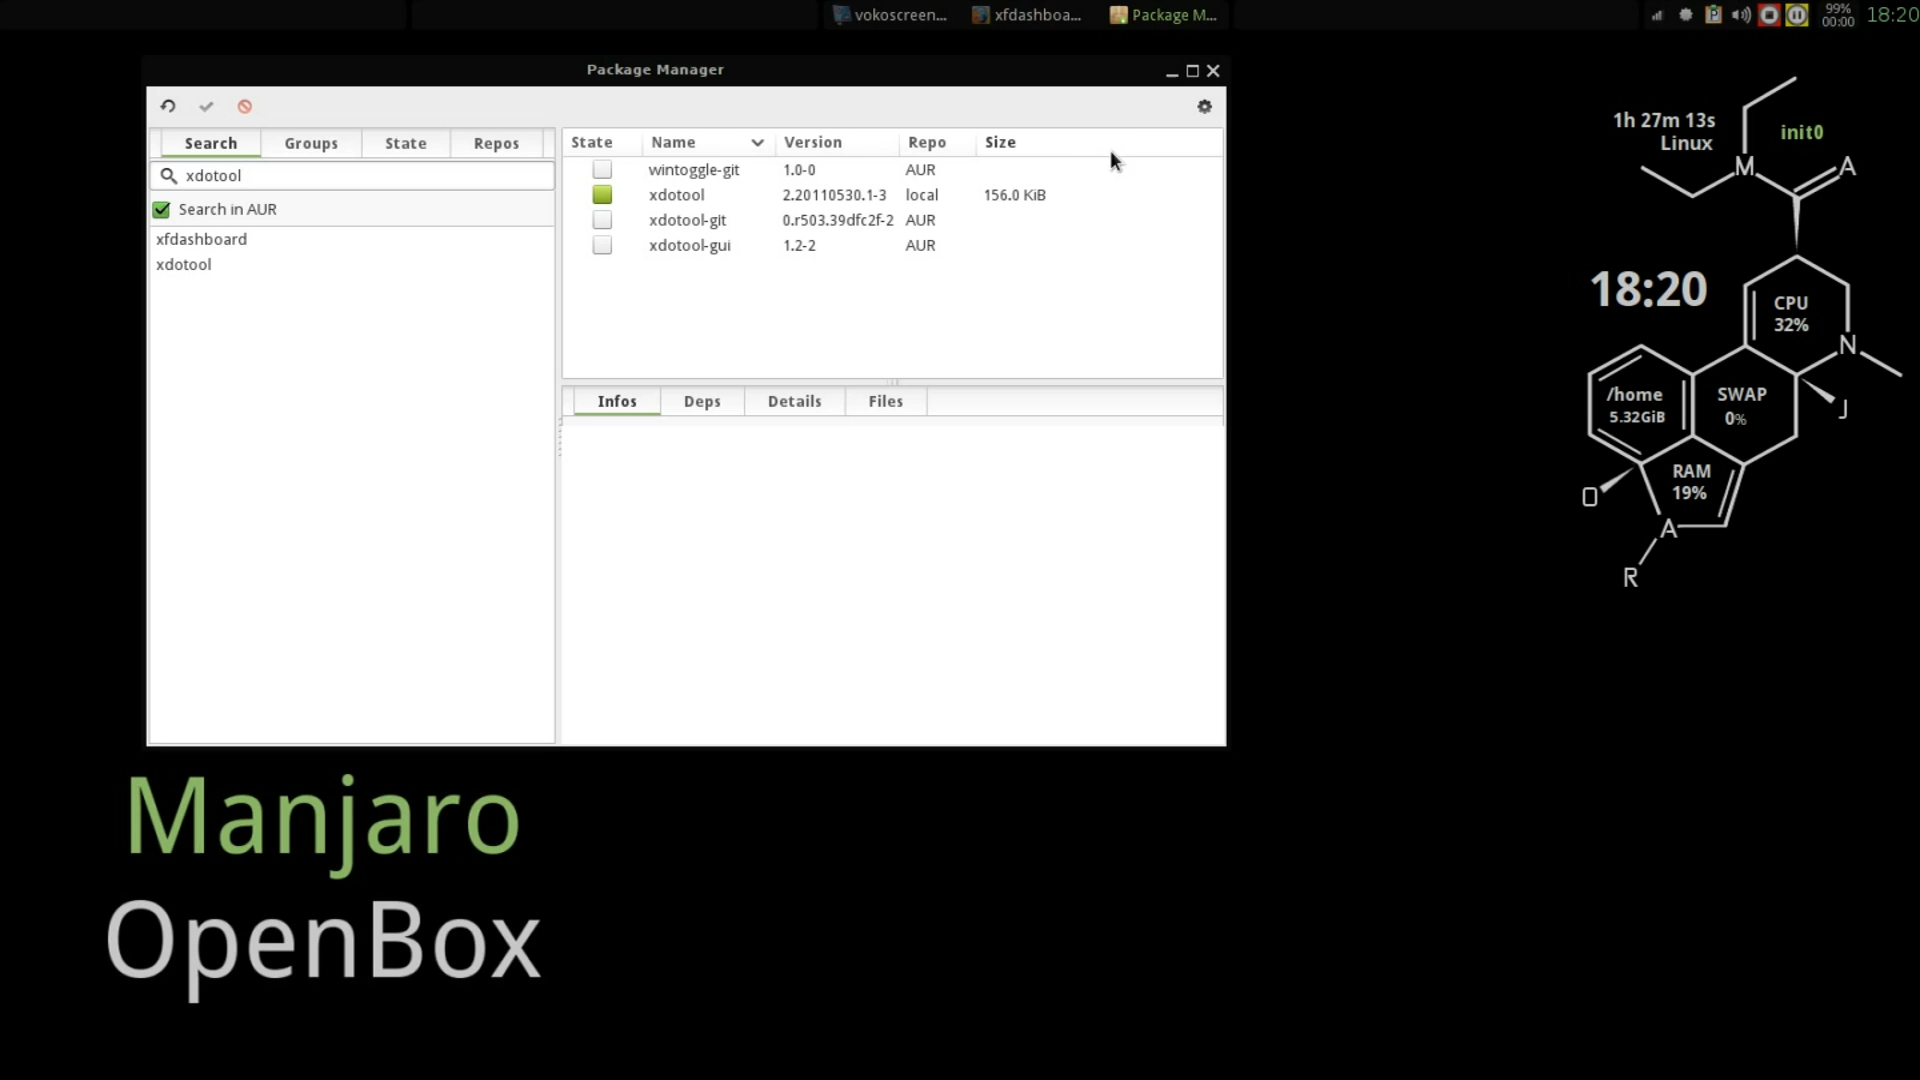 vokoscreen... xfdashboa... Package M... 99% 00:00 18:20
Package Manager
Search Groups State Repos
xdotool
Search in AUR
xfdashboard
xdotool
State Name Version Repo Size
wintoggle-git 1.0-0 AUR
xdotool 2.20110530.1-3 local 156.0 KiB
xdotool-git 0.r503.39dfc2f-2 AUR
xdotool-gui 1.2-2 AUR
Infos Deps Details Files
1h 27m 13s
Linux
init0
M
A
18:20
CPU
32%
N
/home
5.32GiB
SWAP
0%
J
RAM
19%
O
A
R
Manjaro
OpenBox